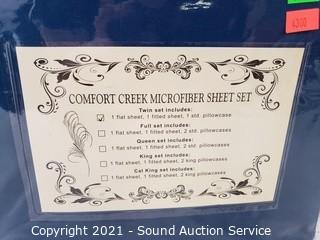 4300
COMFORT CREEK MICROFIBER SHEET SET
Twin set includes:
1 flat sheet, 1 fitted sheet, 1 std. pillowcase
Full set includes:
1 flat sheet, 1 fitted sheet, 2 std. pillowcases
Queen set includes:
1 flat sheet, 1 fitted sheet, 2 std. pillowcases
King set includes:
1 flat sheet, 1 fitted sheet, 2 king pillowcases
Cal King set includes:
1 flat sheet, 1 fitted sheet, 2 king pillowcases
Copyright 2021 - Sound Auction Service